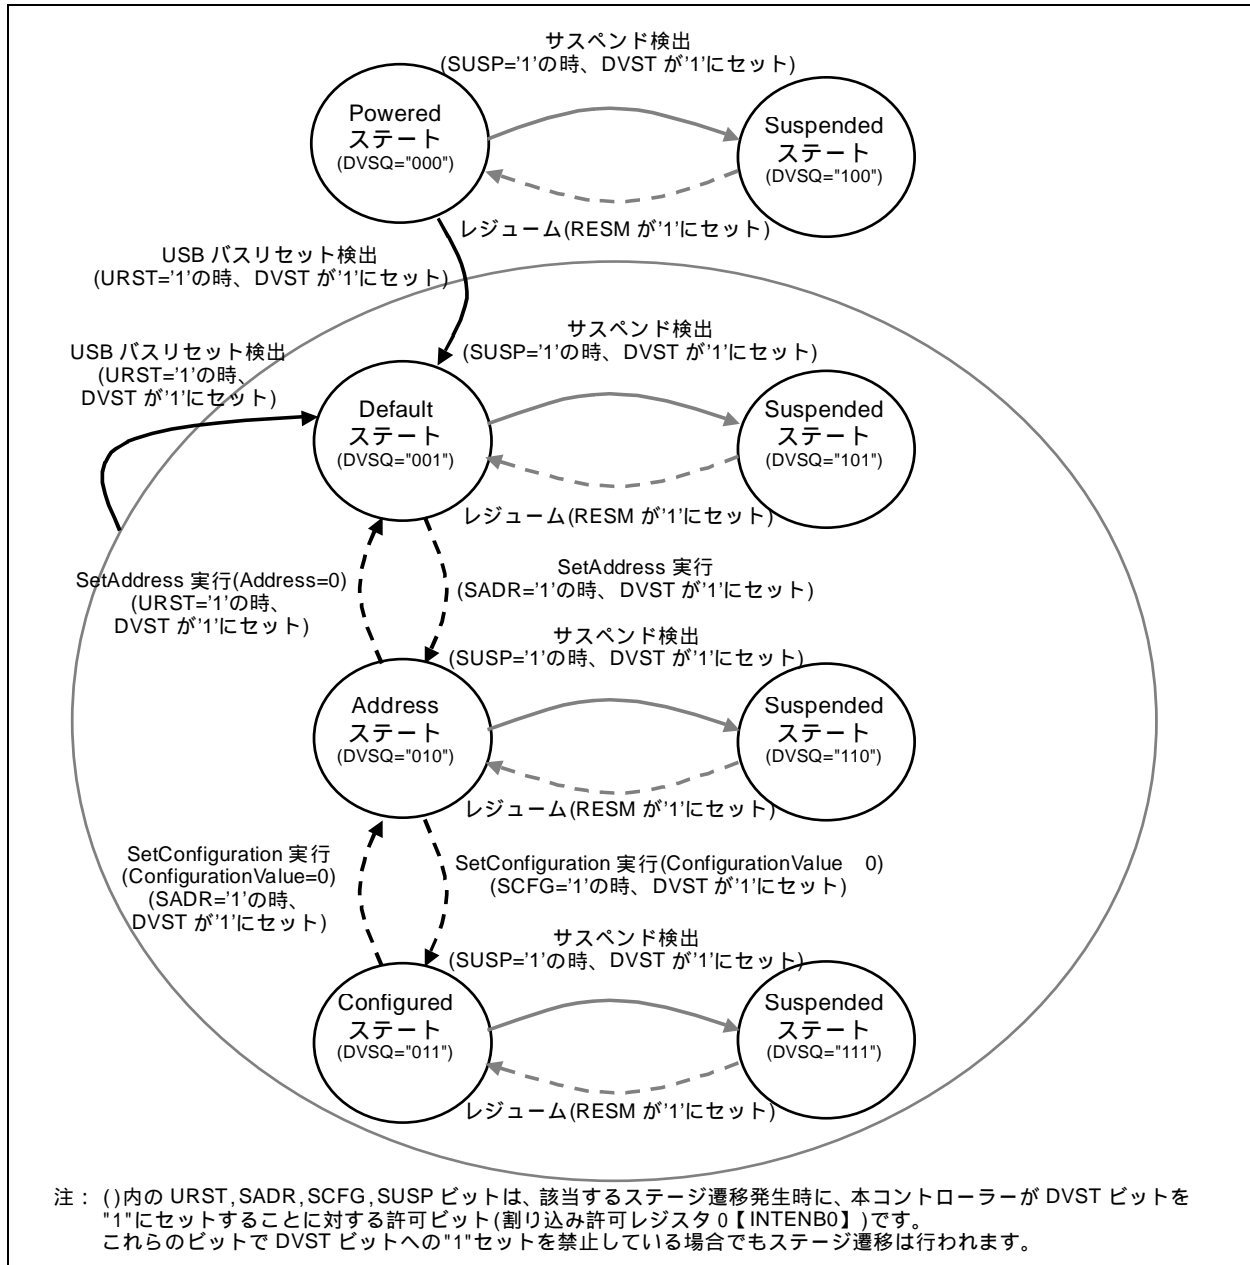 サスペンド検出
(SUSP='1'の時、DVST が'1'にセット)
Powered
ステート
(DVSQ="000")
Suspended
ステート
(DVSQ="100")
レジューム(RESM が'1'にセット)
USB バスリセット検出
(URST='1'の時、DVST が'1'にセット)
サスペンド検出
(SUSP='1'の時、DVST が'1'にセット)
USB バスリセット検出
(URST='1'の時、
DVST が'1'にセット)
Default
ステート
(DVSQ="001")
Suspended
ステート
(DVSQ="101")
レジューム(RESM が'1'にセット)
SetAddress 実行(Address=0)
(URST='1'の時、
DVST が'1'にセット)
SetAddress 実行
(SADR='1'の時、DVST が'1'にセット)
サスペンド検出
(SUSP='1'の時、DVST が'1'にセット)
Address
ステート
(DVSQ="010")
Suspended
ステート
(DVSQ="110")
レジューム(RESM が'1'にセット)
SetConfiguration 実行
(ConfigurationValue=0)
(SADR='1'の時、
DVST が'1'にセット)
SetConfiguration 実行(ConfigurationValue 0)
(SCFG='1'の時、DVST が'1'にセット)
サスペンド検出
(SUSP='1'の時、DVST が'1'にセット)
Configured
ステート
(DVSQ="011")
Suspended
ステート
(DVSQ="111")
レジューム(RESM が'1'にセット)
注： ()内の URST,SADR,SCFG,SUSP ビットは、該当するステージ遷移発生時に、本コントローラーが DVST ビットを
"1"にセットすることに対する許可ビット(割り込み許可レジスタ 0【INTENB0】)です。
これらのビットで DVST ビットへの"1"セットを禁止している場合でもステージ遷移は行われます。